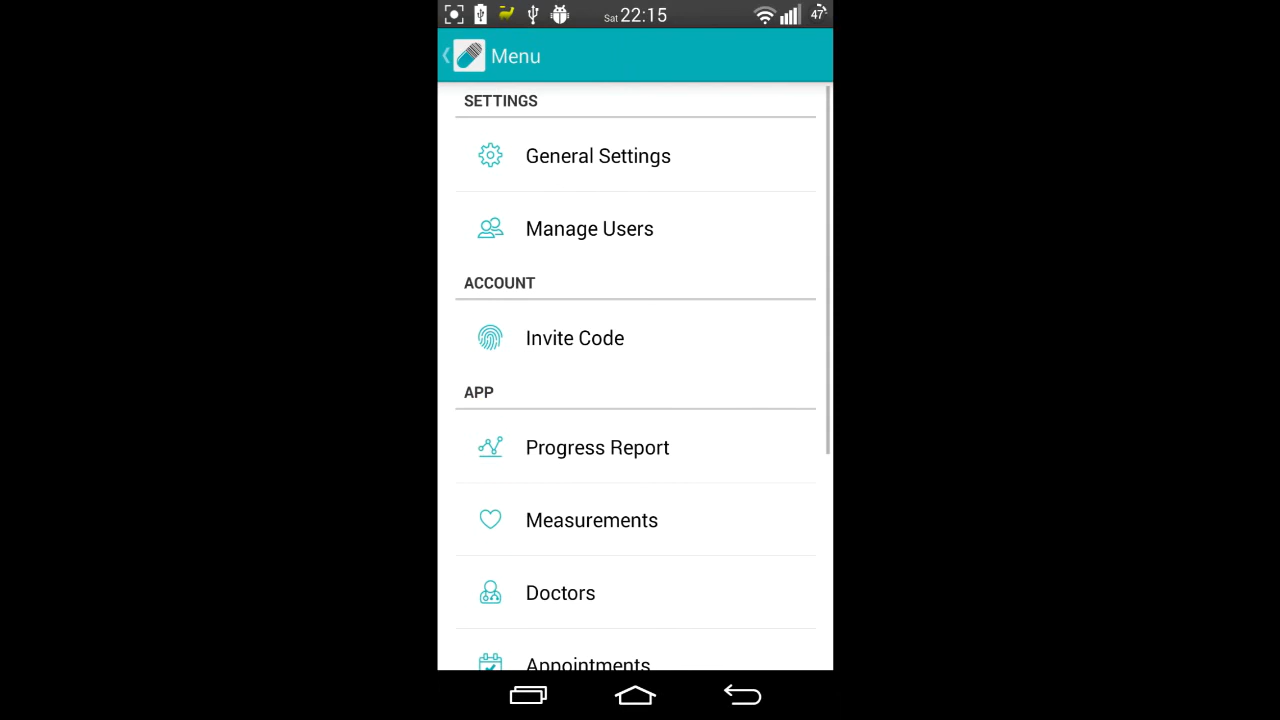 Sat 22:15 47
Menu
SETTINGS
General Settings
Manage Users
ACCOUNT
Invite Code
APP
Progress Report
Measurements
Doctors
Appointments